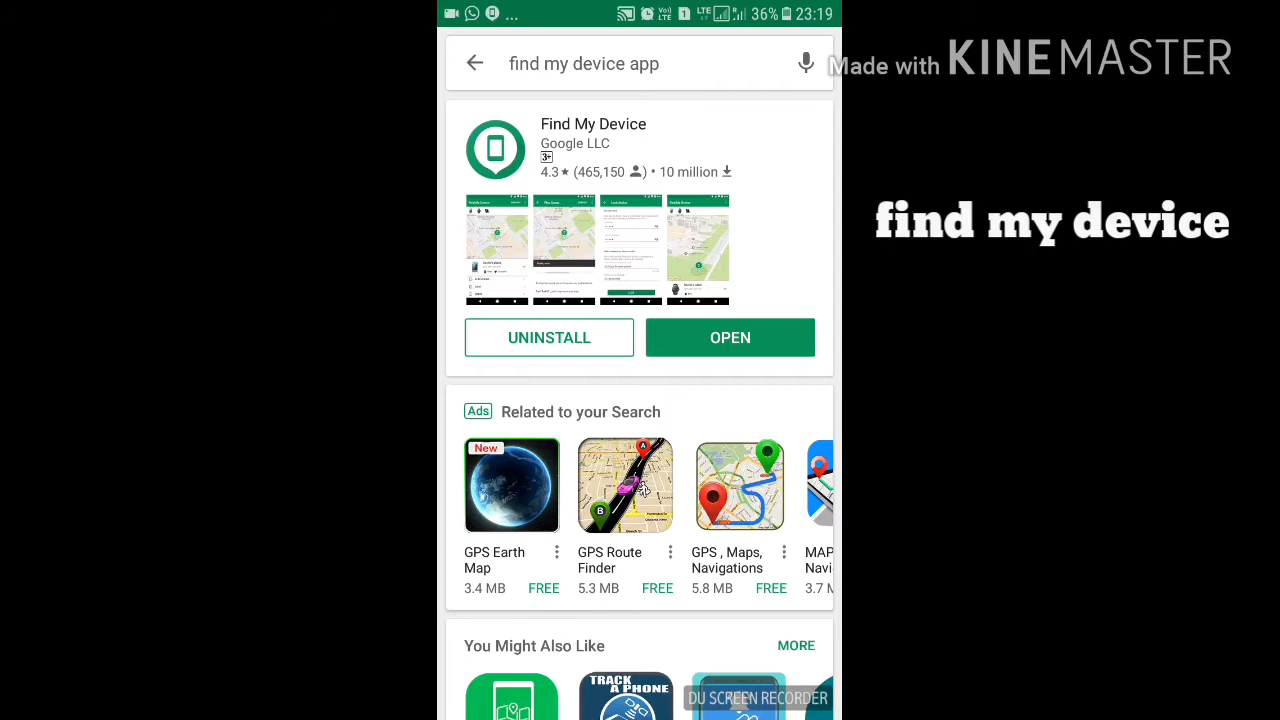 ...
Vo))
LTE
1
LTE
36%
23:19
find my device app
Made with KINEMASTER
Find My Device
Google LLC
3+
4.3★ (465,150) • 10 million
find my device
UNINSTALL
OPEN
Ads
Related to your Search
New
A
B
GPS Earth
Map
3.4 MB
FREE
GPS Route
Finder
5.3 MB
FREE
GPS , Maps,
Navigations
5.8 MB
FREE
MAP
Navi
3.7 M
You Might Also Like
MORE
TRACK
A PHONE
DU SCREEN RECORDER